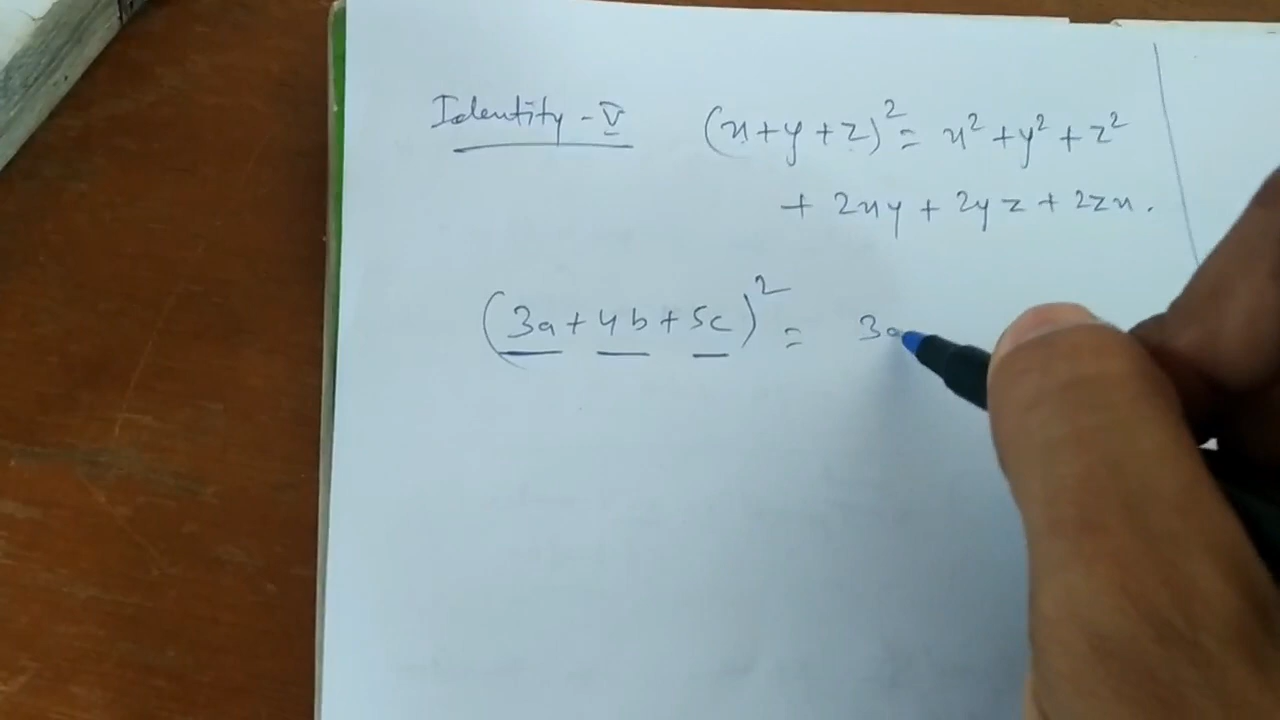 Identity - V (x+y+z)² = x² + y² + z²
+ 2xy + 2yz + 2zx.
(3a + 4b + 5c)² = 3a